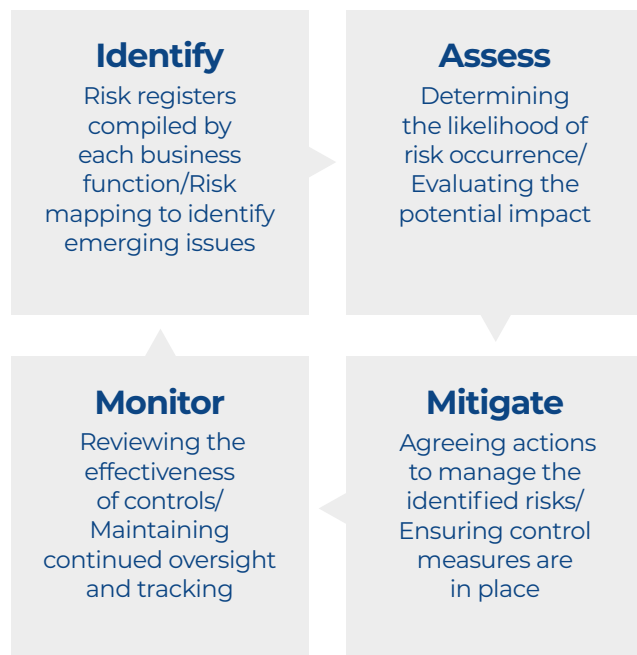 Identify
Risk registers
compiled by
each business
function/Risk
mapping to identify
emerging issues
Assess
Determining
the likelihood of
risk occurrence/
Evaluating the
potential impact
Monitor
Reviewing the
effectiveness
of controls/
Maintaining
continued oversight
and tracking
Mitigate
Agreeing actions
to manage the
identified risks/
Ensuring control
measures are
in place